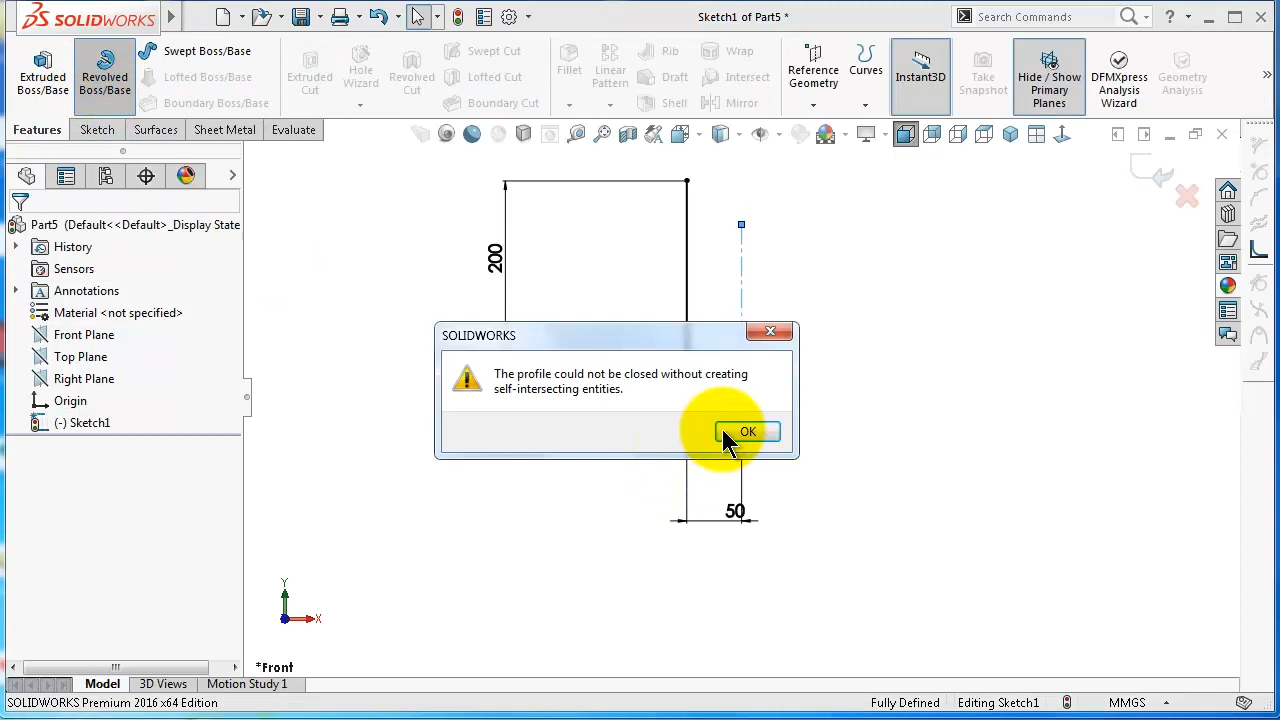 SOLIDWORKS
Sketch1 of Part5 *
Search Commands
Extruded Boss/Base
Revolved Boss/Base
Swept Boss/Base
Lofted Boss/Base
Boundary Boss/Base
Extruded Cut
Hole Wizard
Revolved Cut
Swept Cut
Lofted Cut
Boundary Cut
Fillet
Linear Pattern
Rib
Draft
Shell
Wrap
Intersect
Mirror
Reference Geometry
Curves
Instant3D
Take Snapshot
Hide / Show Primary Planes
DFMXpress Analysis Wizard
Geometry Analysis
Features
Sketch
Surfaces
Sheet Metal
Evaluate
Part5 (Default<<Default>_Display State
History
Sensors
Annotations
Material <not specified>
Front Plane
Top Plane
Right Plane
Origin
(-) Sketch1
200
SOLIDWORKS
The profile could not be closed without creating
self-intersecting entities.
OK
50
Y
X
*Front
Model
3D Views
Motion Study 1
SOLIDWORKS Premium 2016 x64 Edition
Fully Defined
Editing Sketch1
MMGS